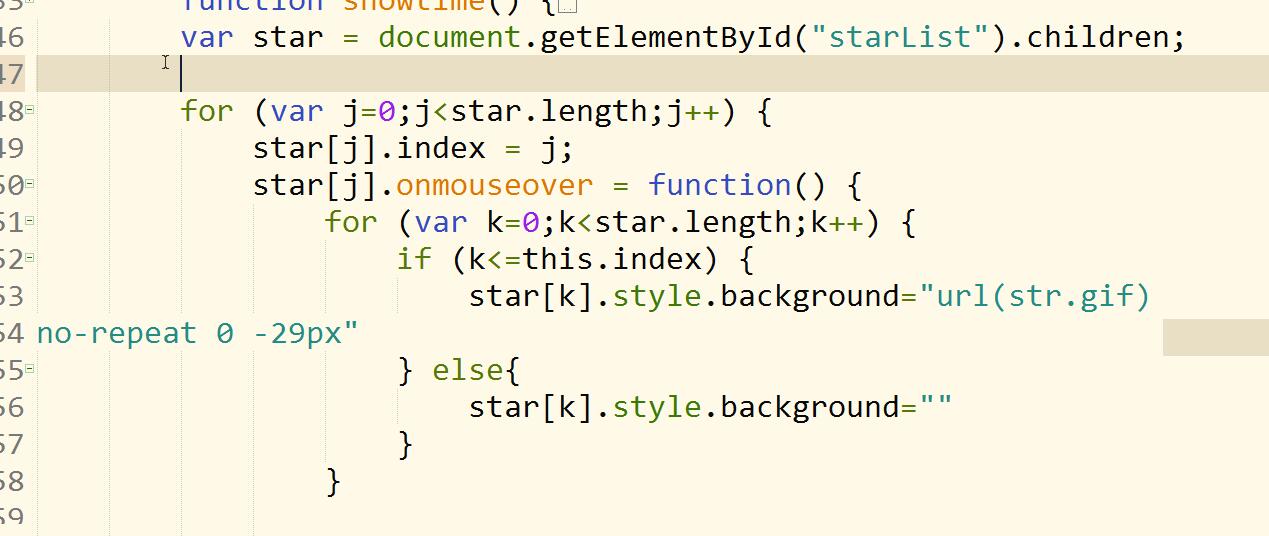 function showtime() {
46 var star = document.getElementById("starList").children;
47
48 for (var j=0;j<star.length;j++) {
49 star[j].index = j;
50 star[j].onmouseover = function() {
51 for (var k=0;k<star.length;k++) {
52 if (k<=this.index) {
53 star[k].style.background="url(str.gif)
54 no-repeat 0 -29px"
55 } else{
56 star[k].style.background=""
57 }
58 }
59